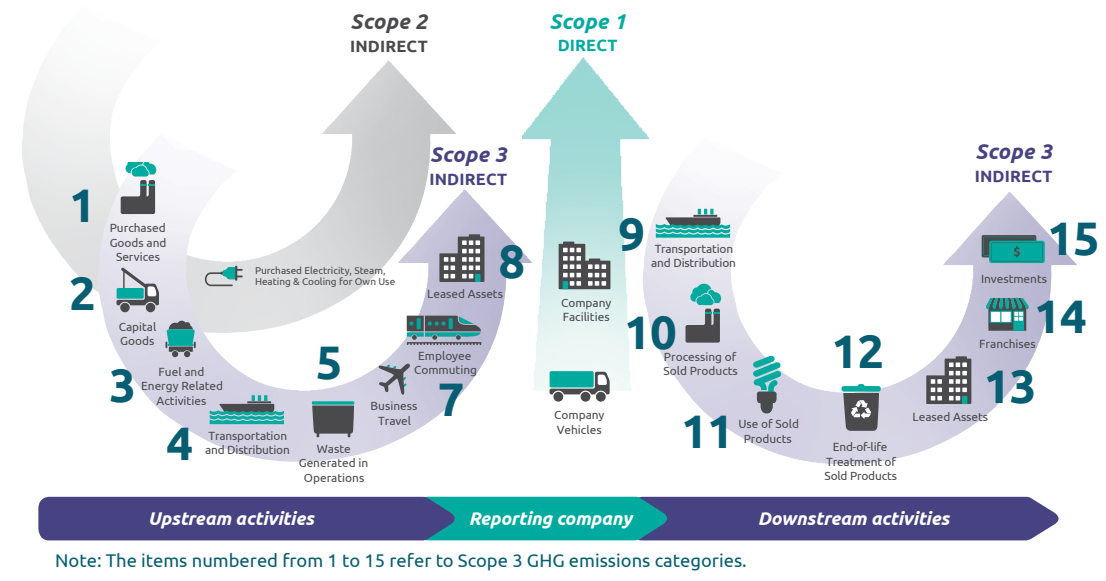 Scope 2
INDIRECT
Scope 1
DIRECT
Scope 3
INDIRECT
Scope 3
INDIRECT
1
Purchased
Goods and
Services
2
Capital
Goods
3
Fuel and
Energy Related
Activities
4
Transportation
and Distribution
5
Waste
Generated in
Operations
Business
Travel
7
Employee
Commuting
8
Leased Assets
Purchased Electricity, Steam,
Heating & Cooling for Own Use
Company
Facilities
Company
Vehicles
9
Transportation
and Distribution
10
Processing of
Sold Products
11
Use of Sold
Products
12
End-of-life
Treatment of
Sold Products
13
Leased Assets
14
Franchises
15
$
Investments
Upstream activities
Reporting company
Downstream activities
Note: The items numbered from 1 to 15 refer to Scope 3 GHG emissions categories.